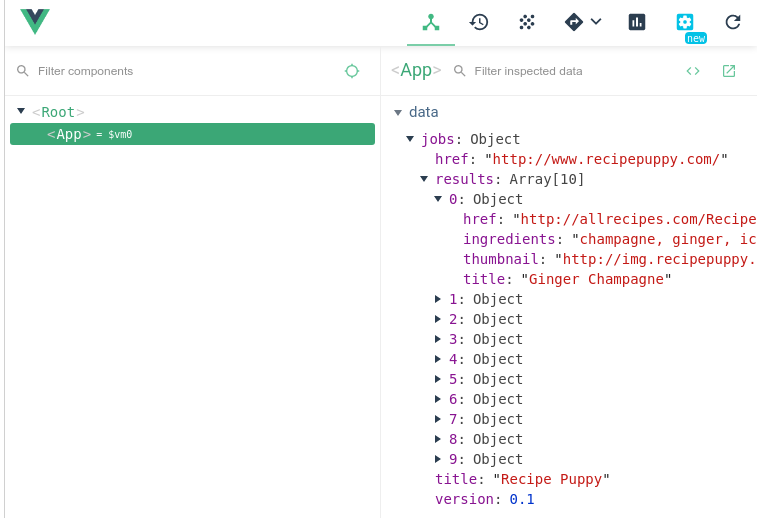 new
Filter components
<App>
Filter inspected data
<Root>
<App> = $vm0
data
jobs: Object
href: "http://www.recipepuppy.com/"
results: Array[10]
0: Object
href: "http://allrecipes.com/Recipe
ingredients: "champagne, ginger, ic
thumbnail: "http://img.recipepuppy.
title: "Ginger Champagne"
1: Object
2: Object
3: Object
4: Object
5: Object
6: Object
7: Object
8: Object
9: Object
title: "Recipe Puppy"
version: 0.1